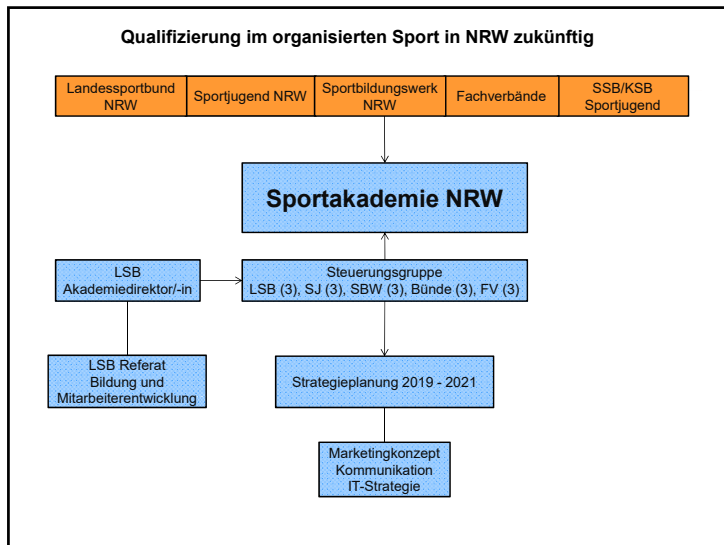 Qualifizierung im organisierten Sport in NRW zukünftig
Landessportbund
NRW
Sportjugend NRW
Sportbildungswerk
NRW
Fachverbände
SSB/KSB
Sportjugend
Sportakademie NRW
LSB
Akademiedirektor/-in
Steuerungsgruppe
LSB (3), SJ (3), SBW (3), Bünde (3), FV (3)
LSB Referat
Bildung und
Mitarbeiterentwicklung
Strategieplanung 2019 - 2021
Marketingkonzept
Kommunikation
IT-Strategie